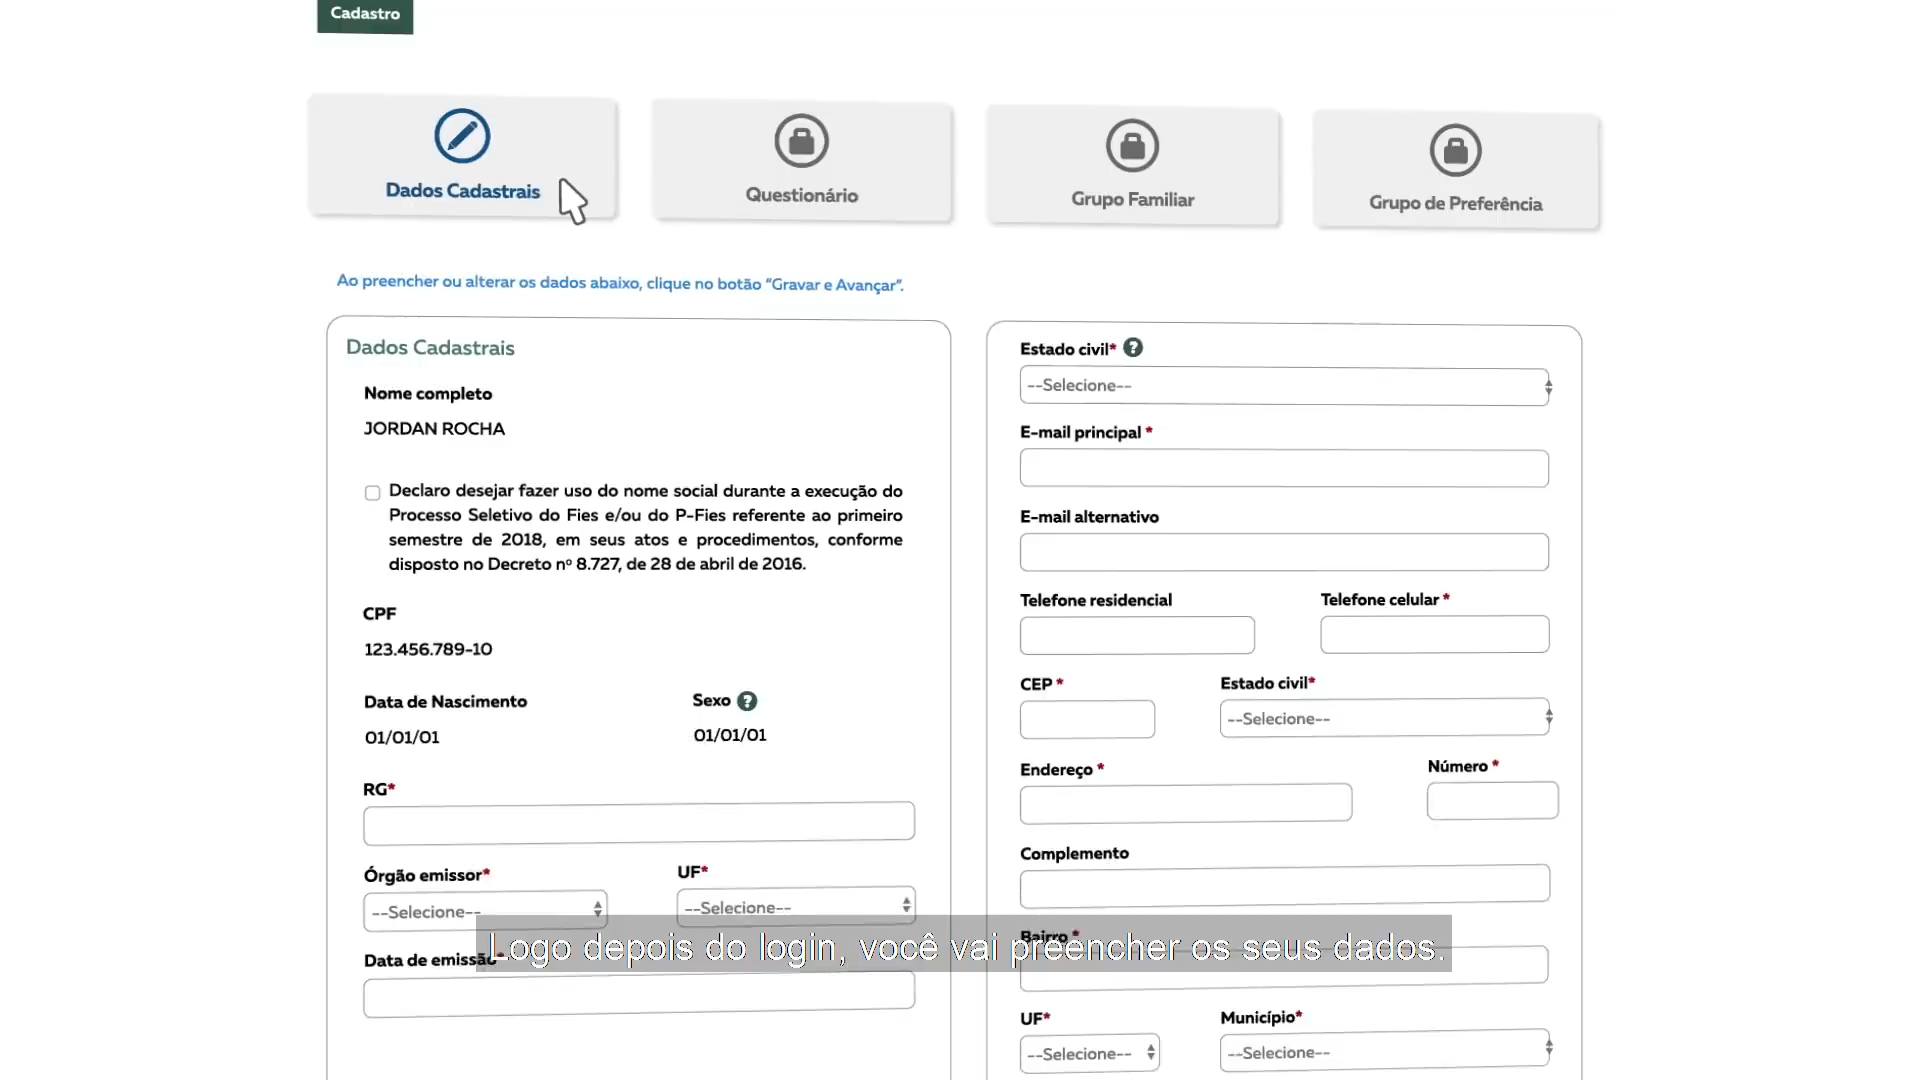 Cadastro
Dados Cadastrais
Questionário
Grupo Familiar
Grupo de Preferência
Ao preencher ou alterar os dados abaixo, clique no botão "Gravar e Avançar".
Dados Cadastrais
Nome completo
JORDAN ROCHA
Declaro desejar fazer uso do nome social durante a execução do
Processo Seletivo do Fies e/ou do P-Fies referente ao primeiro
semestre de 2018, em seus atos e procedimentos, conforme
disposto no Decreto nº 8.727, de 28 de abril de 2016.
CPF
123.456.789-10
Data de Nascimento
Sexo ?
01/01/01
01/01/01
RG*
Órgão emissor*
UF*
--Selecione--
--Selecione--
Data de emissão*
Estado civil* ?
--Selecione--
E-mail principal *
E-mail alternativo
Telefone residencial
Telefone celular *
CEP *
Estado civil*
--Selecione--
Endereço *
Número *
Complemento
Bairro *
UF*
Município*
--Selecione--
--Selecione--
Logo depois do login, você vai preencher os seus dados.